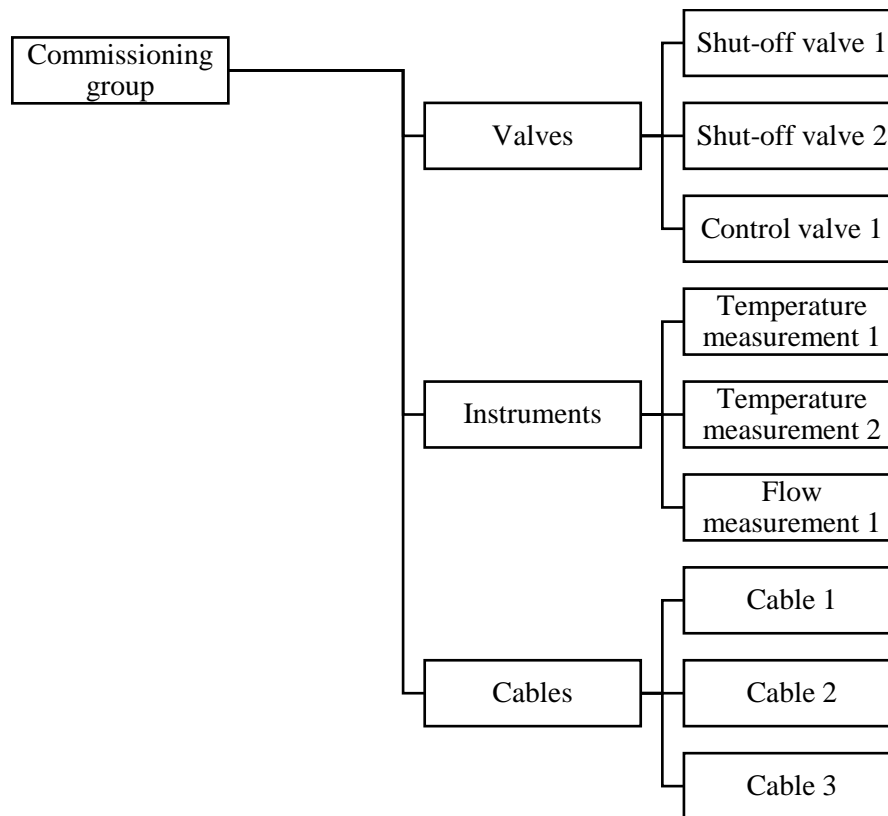 Commissioning
group
Valves
Shut-off valve 1
Shut-off valve 2
Control valve 1
Instruments
Temperature
measurement 1
Temperature
measurement 2
Flow
measurement 1
Cables
Cable 1
Cable 2
Cable 3